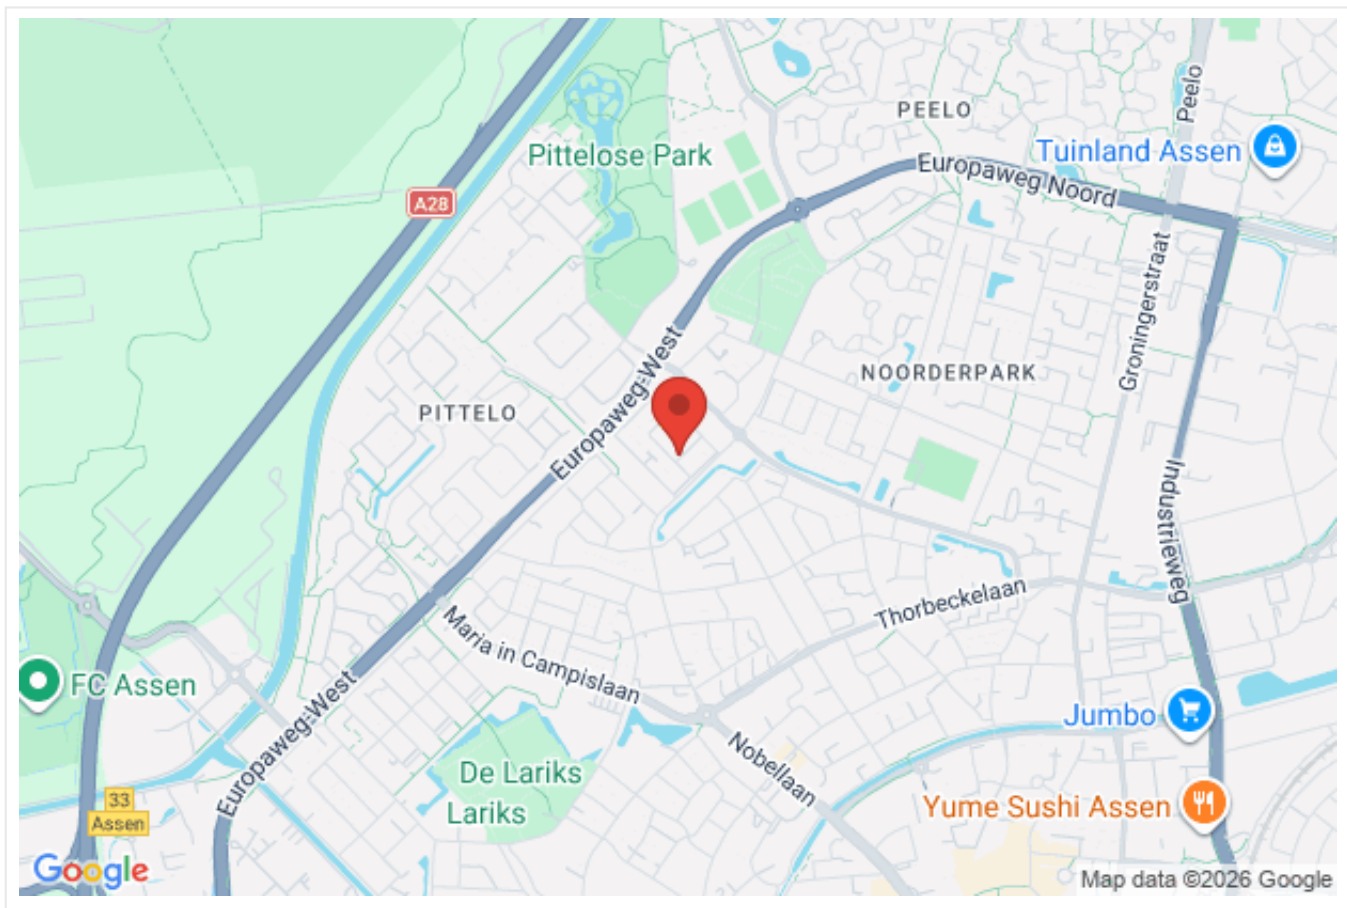 PEELO
Peelo
Tuinland Assen
Pittelose Park
Europaweg Noord
A28
Groningerstraat
Europaweg-West
NOORDERPARK
PITTELO
Industrieweg
Thorbeckelaan
Maria in Campislaan
FC Assen
Europaweg-West
Jumbo
Nobellaan
De Lariks
Lariks
33
Assen
Yume Sushi Assen
Google
Map data ©2026 Google